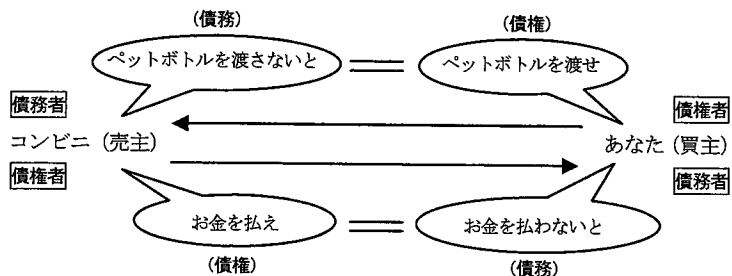 (債務) (債権)
ペットボトルを渡さないと ペットボトルを渡せ
債務者 債権者
コンビニ（売主） あなた（買主）
債権者 債務者
お金を払え お金を払わないと
(債権) (債務)